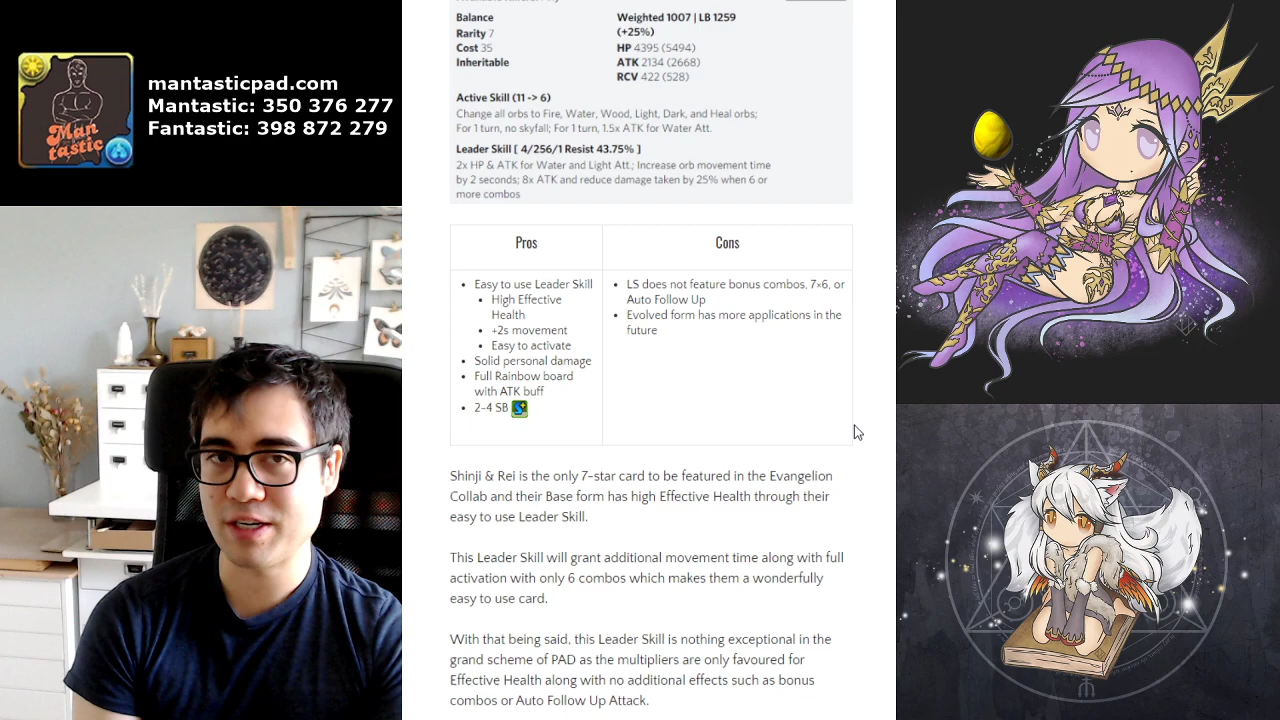 mantasticpad.com
Mantastic: 350 376 277
Fantastic: 398 872 279
Man
tastic
Balance
Rarity 7
Cost 35
Inheritable
Weighted 1007 | LB 1259
(+25%)
HP 4395 (5494)
ATK 2134 (2668)
RCV 422 (528)
Active Skill (11 -> 6)
Change all orbs to Fire, Water, Wood, Light, Dark, and Heal orbs;
For 1 turn, no skyfall; For 1 turn, 1.5x ATK for Water Att.
Leader Skill [ 4/256/1 Resist 43.75% ]
2x HP & ATK for Water and Light Att.; Increase orb movement time
by 2 seconds; 8x ATK and reduce damage taken by 25% when 6 or
more combos
Pros
Cons
Easy to use Leader Skill
High Effective
Health
+2s movement
Easy to activate
Solid personal damage
Full Rainbow board
with ATK buff
2-4 SB
LS does not feature bonus combos, 7×6, or
Auto Follow Up
Evolved form has more applications in the
future
Shinji & Rei is the only 7-star card to be featured in the Evangelion
Collab and their Base form has high Effective Health through their
easy to use Leader Skill.
This Leader Skill will grant additional movement time along with full
activation with only 6 combos which makes them a wonderfully
easy to use card.
With that being said, this Leader Skill is nothing exceptional in the
grand scheme of PAD as the multipliers are only favoured for
Effective Health along with no additional effects such as bonus
combos or Auto Follow Up Attack.